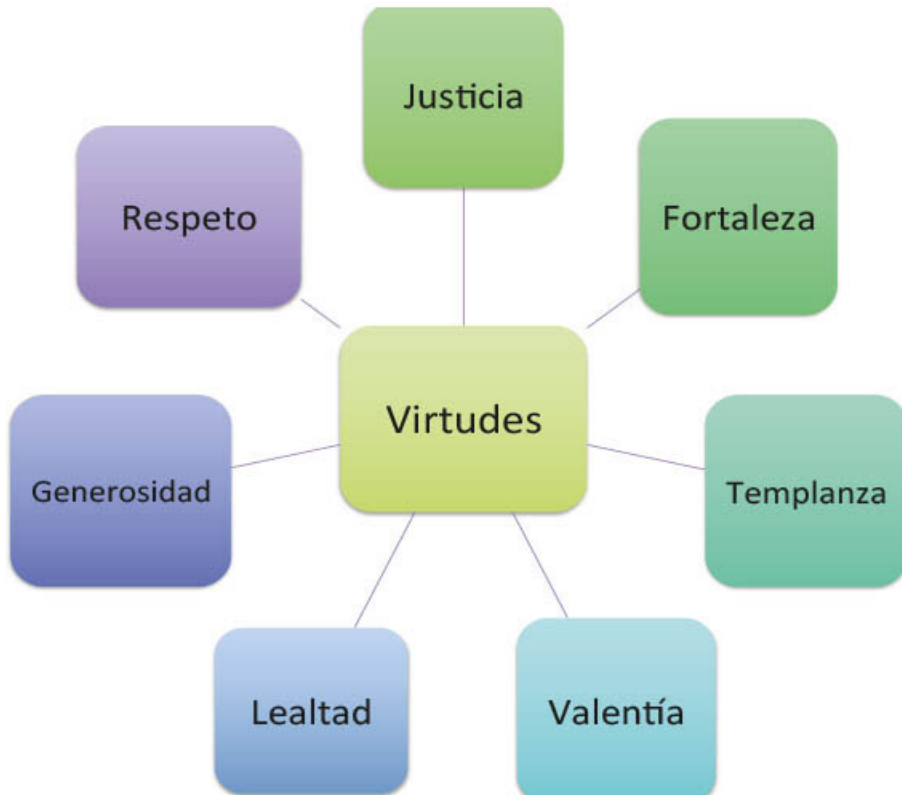 Justicia
Respeto
Fortaleza
Virtudes
Generosidad
Templanza
Lealtad
Valentía